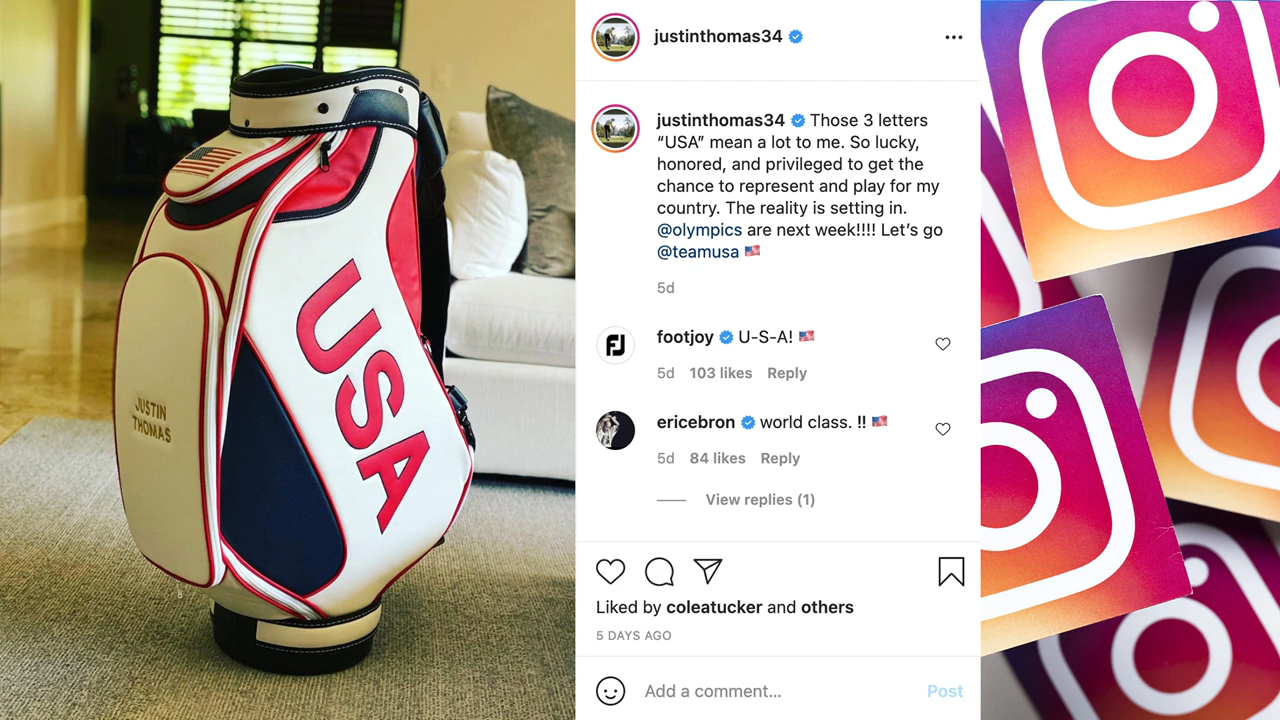 USA
JUSTIN
THOMAS
justinthomas34
justinthomas34 Those 3 letters
“USA” mean a lot to me. So lucky,
honored, and privileged to get the
chance to represent and play for my
country. The reality is setting in.
@olympics are next week!!!! Let’s go
@teamusa 🇺🇸
5d
FJ
footjoy U-S-A! 🇺🇸
5d 103 likes Reply
ericebron world class. !! 🇺🇸
5d 84 likes Reply
View replies (1)
Liked by coleatucker and others
5 DAYS AGO
Add a comment... Post